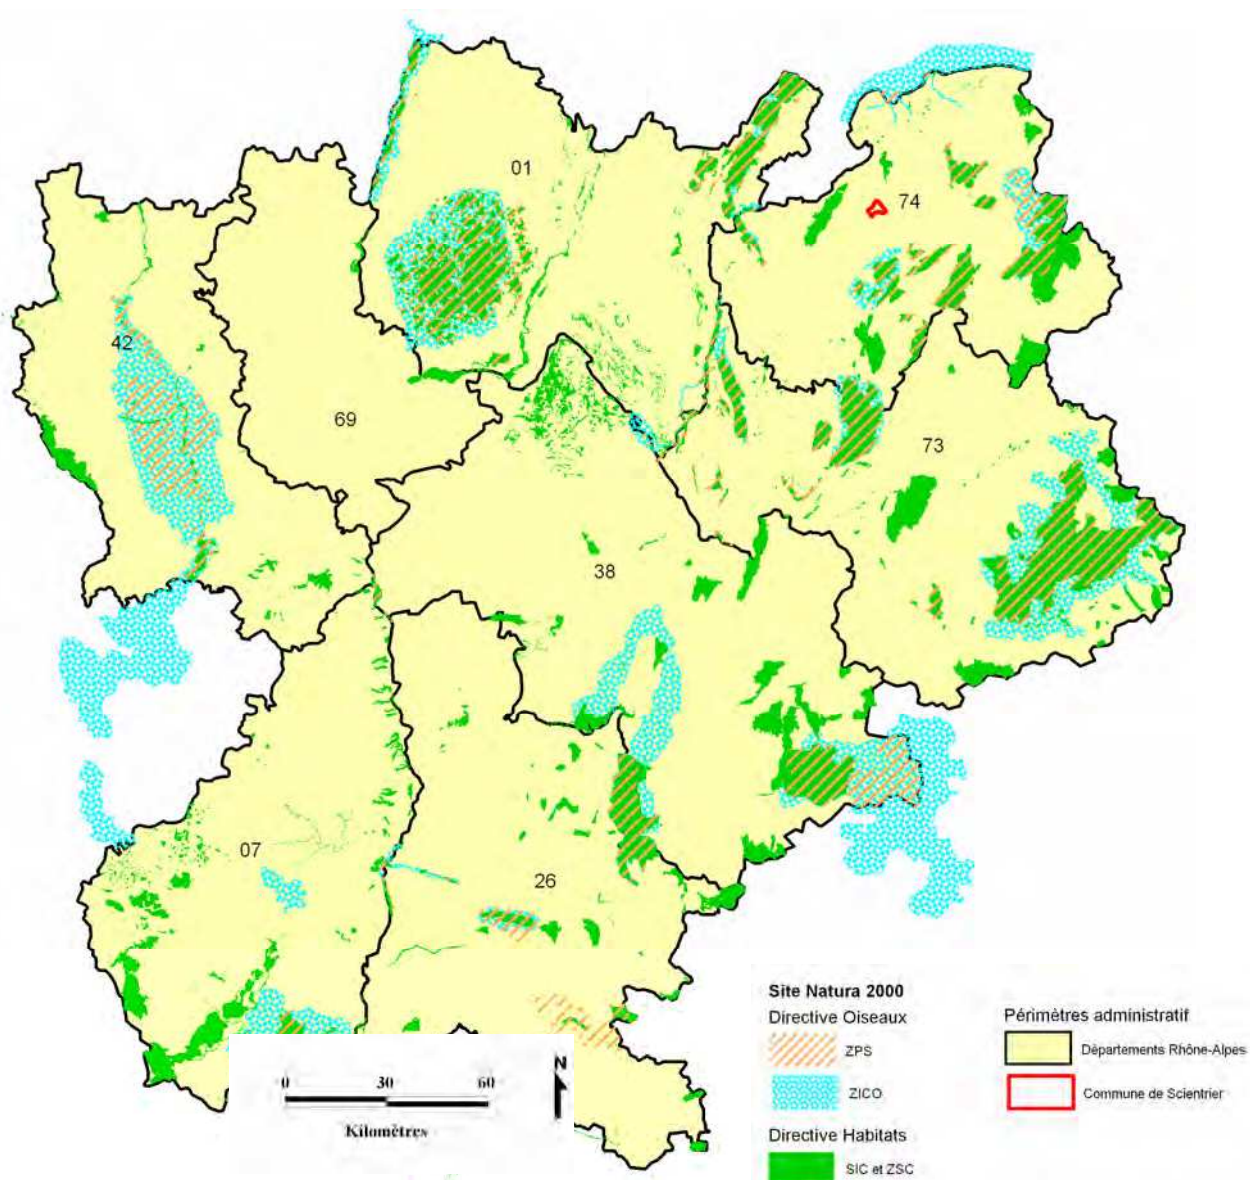 01
74
42
69
73
38
07
26
Site Natura 2000
Directive Oiseaux
ZPS
ZICO
Directive Habitats
SIC et ZSC
Périmètres administratif
Départements Rhône-Alpes
Commune de Scientrier
0 30 60
Kilomètres
N